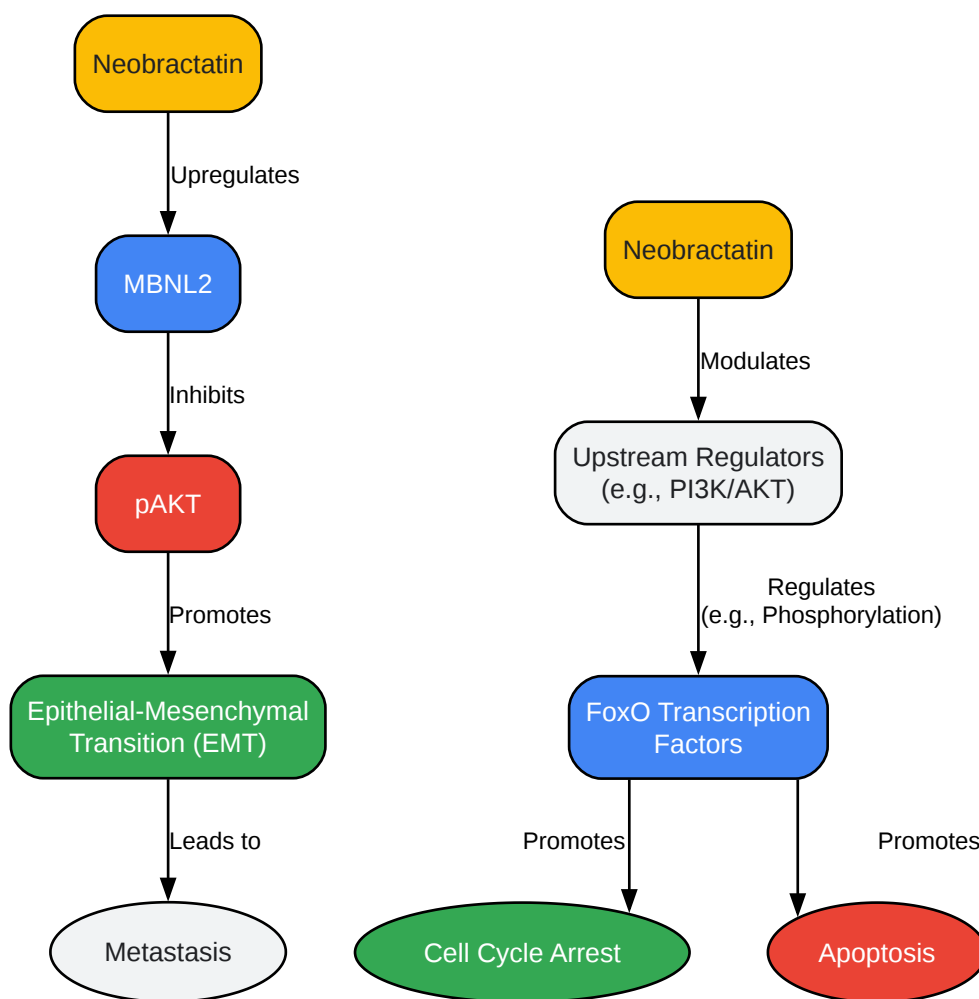 Neobractatin
Upregulates
MBNL2
Inhibits
pAKT
Promotes
Epithelial-Mesenchymal
Transition (EMT)
Leads to
Metastasis
Neobractatin
Modulates
Upstream Regulators
(e.g., PI3K/AKT)
Regulates
(e.g., Phosphorylation)
FoxO Transcription
Factors
Promotes
Promotes
Cell Cycle Arrest
Apoptosis